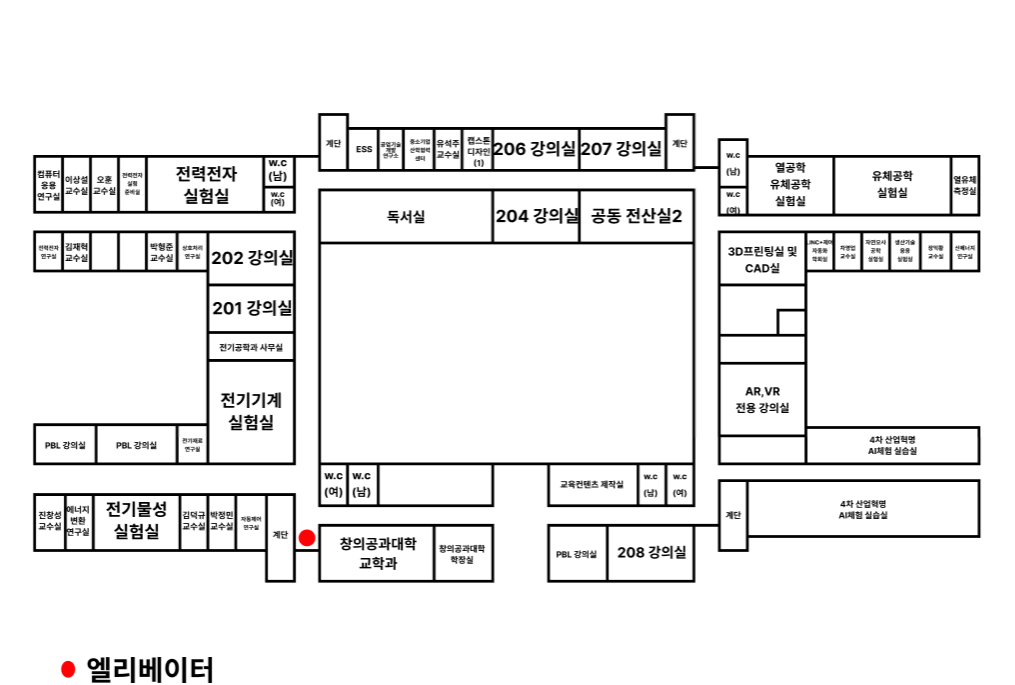 계단
ESS
공업기술
개발
연구소
중소기업
산학협력
센터
유석주
교수실
캡스톤
디자인
(1)
206 강의실
207 강의실
계단
컴퓨터
응용
연구실
이상설
교수실
오훈
교수실
전력전자
실험
준비실
전력전자
실험실
w.c
(남)
w.c
(여)
w.c
(남)
w.c
(여)
열공학
유체공학
실험실
유체공학
실험실
열유체
측정실
독서실
204 강의실
공동 전산실2
전력전자
연구실
김재혁
교수실
박형준
교수실
신호처리
연구실
202 강의실
201 강의실
전기공학과 사무실
전기기계
실험실
3D프린팅실 및
CAD실
LINC+제어
자동화
학회실
차영엽
교수실
자연모사
공학
실험실
생산기술
응용
실험실
교수실
신에너지
연구실
AR,VR
전용 강의실
PBL 강의실
PBL 강의실
전기재료
연구실
4차 산업혁명
AI체험 실습실
w.c
(여)
w.c
(남)
교육컨텐츠 제작실
w.c
(남)
w.c
(여)
진창성
교수실
에너지
변환
연구실
전기물성
실험실
김덕규
교수실
박정민
교수실
자동제어
연구실
계단
창의공과대학
교학과
창의공과대학
학장실
PBL 강의실
208 강의실
계단
4차 산업혁명
AI체험 실습실
엘리베이터